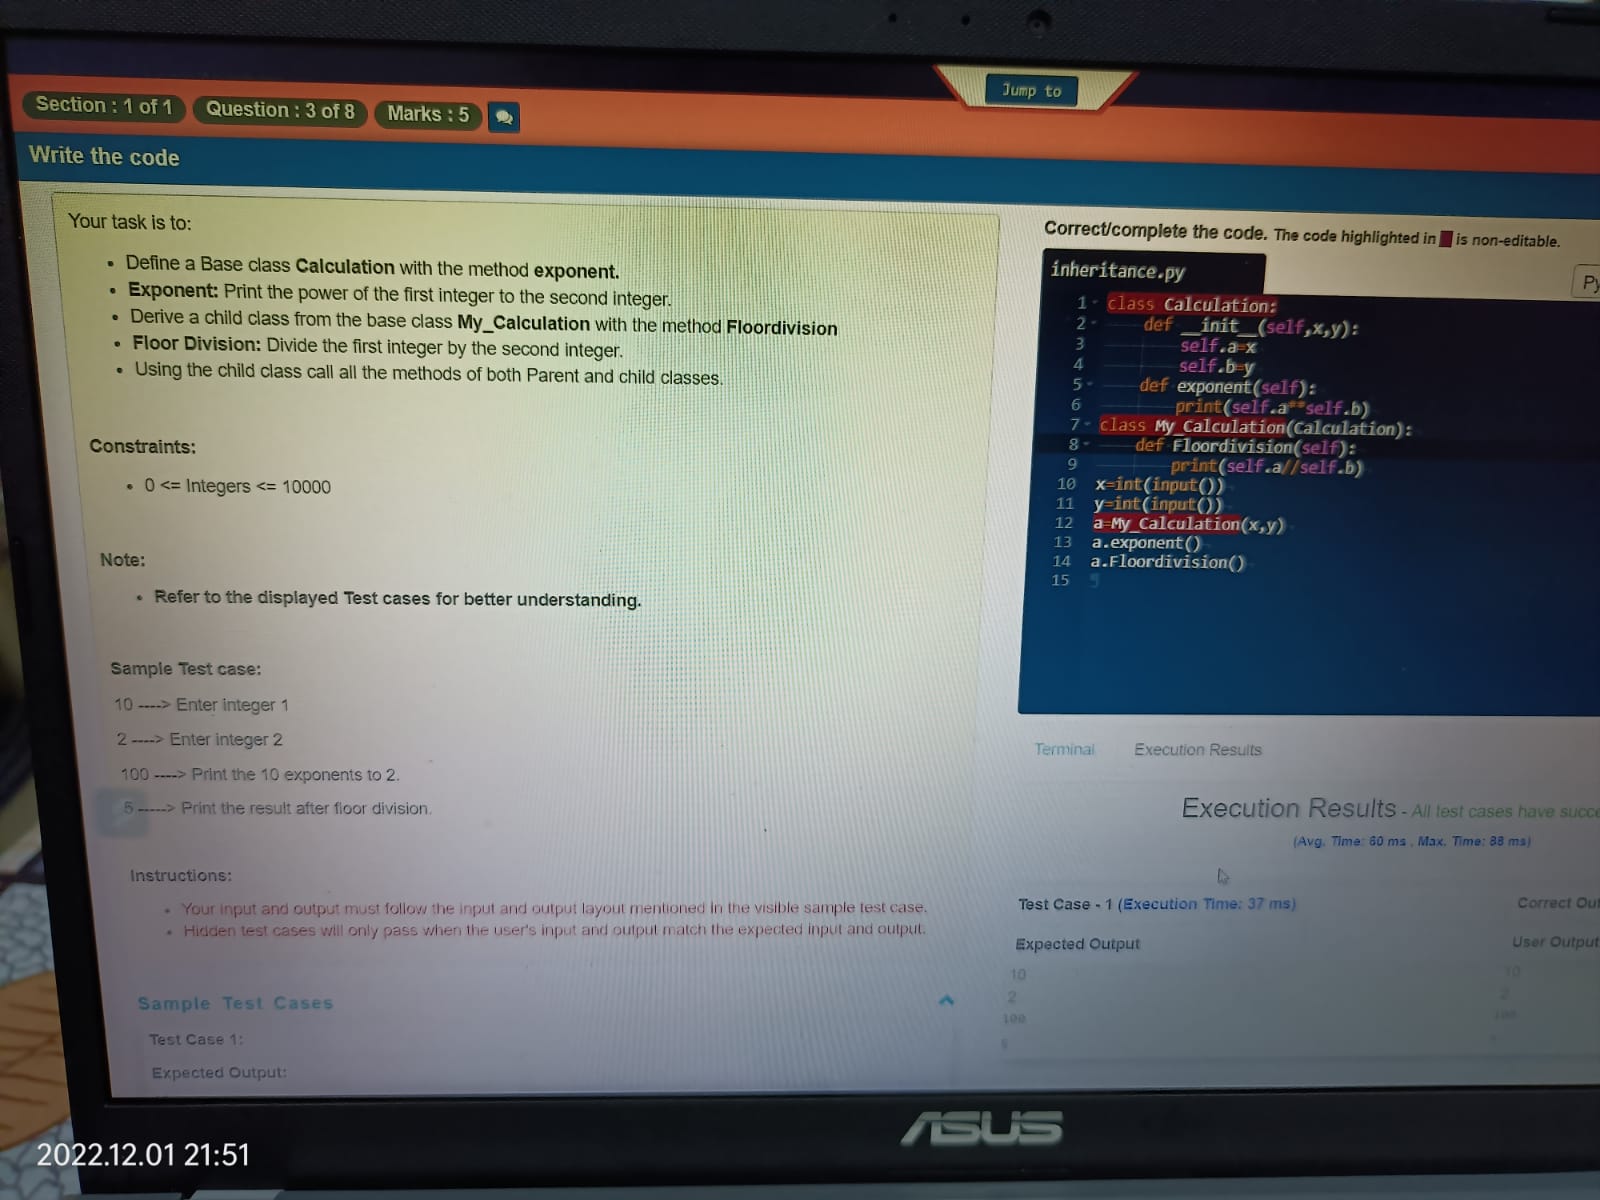 Jump to
Section : 1 of 1 Question : 3 of 8 Marks : 5
Write the code
Your task is to:
• Define a Base class Calculation with the method exponent.
• Exponent: Print the power of the first integer to the second integer.
• Derive a child class from the base class My_Calculation with the method Floordivision
• Floor Division: Divide the first integer by the second integer.
• Using the child class call all the methods of both Parent and child classes.
Constraints:
• 0 <= Integers <= 10000
Note:
• Refer to the displayed Test cases for better understanding.
Sample Test case:
10 ----> Enter integer 1
2 ----> Enter integer 2
100 ----> Print the 10 exponents to 2.
5 -----> Print the result after floor division.
Instructions:
• Your input and output must follow the input and output layout mentioned in the visible sample test case.
• Hidden test cases will only pass when the user's input and output match the expected input and output.
Sample Test Cases
Test Case 1:
Expected Output:
Correct/complete the code. The code highlighted in is non-editable.
inheritance.py
Py
1 class Calculation:
2 def __init__(self,x,y):
3 self.a=x
4 self.b=y
5 def exponent(self):
6 print(self.a**self.b)
7 class My_Calculation(Calculation):
8 def Floordivision(self):
9 print(self.a//self.b)
10 x=int(input())
11 y=int(input())
12 a=My_Calculation(x,y)
13 a.exponent()
14 a.Floordivision()
15
Terminal Execution Results
Execution Results - All test cases have succe
(Avg. Time: 60 ms , Max. Time: 88 ms)
Test Case - 1 (Execution Time: 37 ms) Correct Out
Expected Output User Output
10 10
2 2
100 100
5
ASUS
2022.12.01 21:51